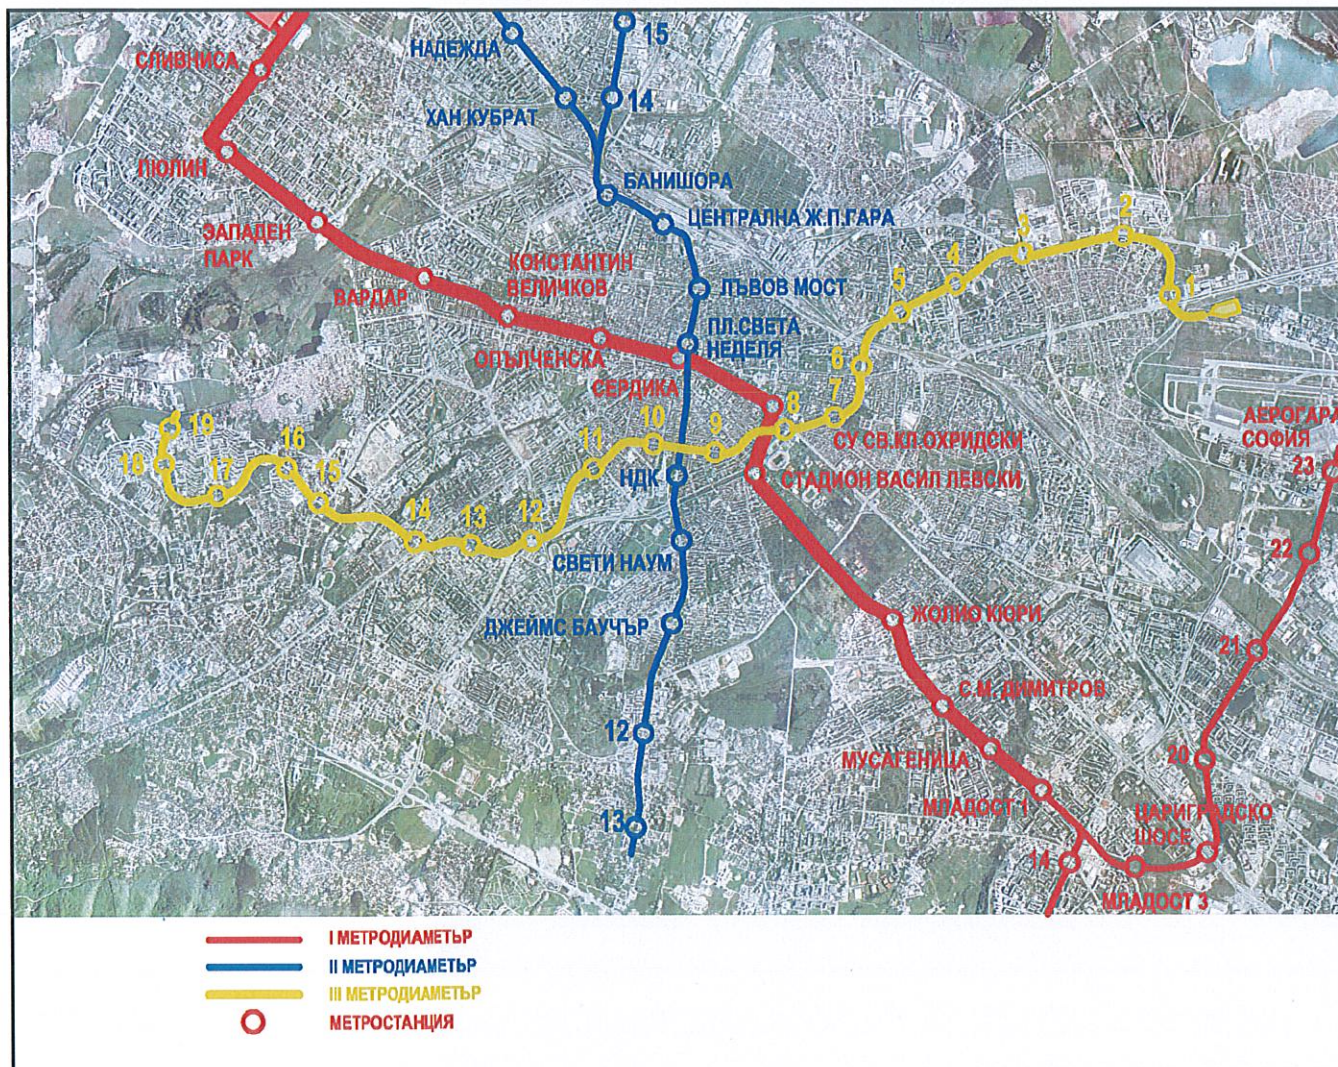 НАДЕЖДА
15
СЛИВНИСА
ХАН КУБРАТ
14
ЛЮЛИН
БАНИШОРА
ЦЕНТРАЛНА Ж.П.ГАРА
ЗАПАДЕН
ПАРК
КОНСТАНТИН
ВЕЛИЧКОВ
ВАРДАР
ЛЪВОВ МОСТ
5
4
3
2
1
ПЛ.СВЕТА
НЕДЕЛЯ
ОПЪЛЧЕНСКА
СЕРДИКА
6
7
8
9
10
11
12
13
14
15
16
17
18
19
СУ СВ.КЛ.ОХРИДСКИ
АЕРОГАРА
СОФИЯ
23
НДК
СТАДИОН ВАСИЛ ЛЕВСКИ
22
СВЕТИ НАУМ
ДЖЕЙМС БАУЧЪР
ЖОЛИО КЮРИ
21
С.М. ДИМИТРОВ
12
МУСАГЕНИЦА
20
МЛАДОСТ 1
ЦАРИГРАДСКО
ШОСЕ
13
14
МЛАДОСТ 3
I МЕТРОДИАМЕТЪР
II МЕТРОДИАМЕТЪР
III МЕТРОДИАМЕТЪР
МЕТРОСТАНЦИЯ